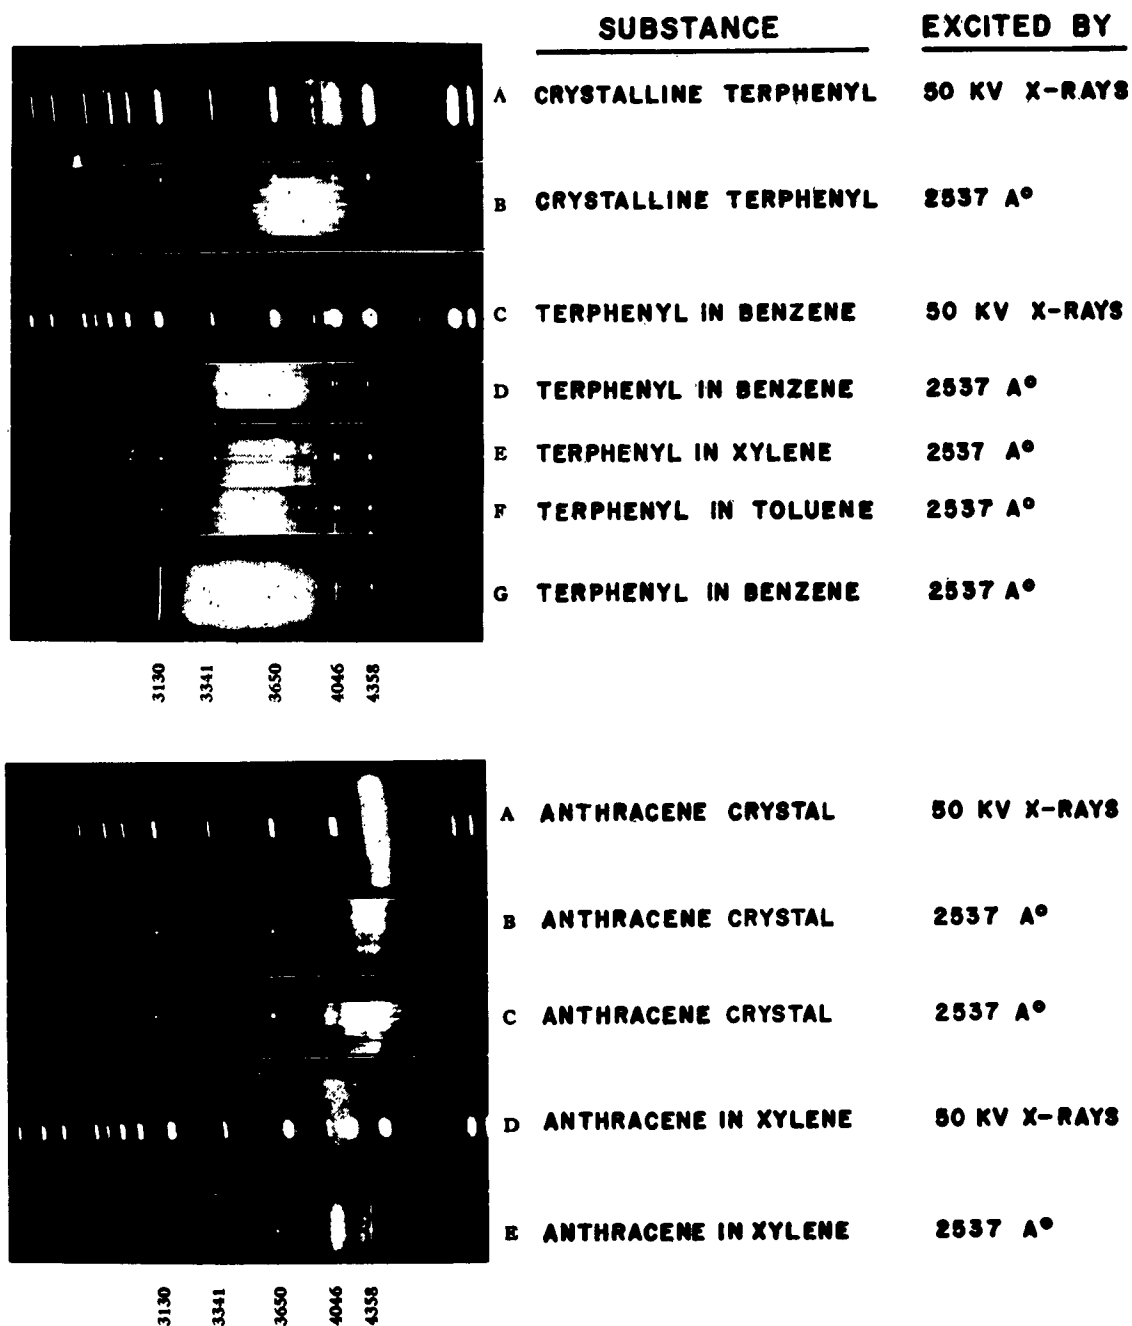 SUBSTANCE EXCITED BY
A CRYSTALLINE TERPHENYL 50 KV X-RAYS
B CRYSTALLINE TERPHENYL 2537 A°
C TERPHENYL IN BENZENE 50 KV X-RAYS
D TERPHENYL IN BENZENE 2537 A°
E TERPHENYL IN XYLENE 2537 A°
F TERPHENYL IN TOLUENE 2537 A°
G TERPHENYL IN BENZENE 2537 A°
3130 3341 3650 4046 4358
A ANTHRACENE CRYSTAL 50 KV X-RAYS
B ANTHRACENE CRYSTAL 2537 A°
C ANTHRACENE CRYSTAL 2537 A°
D ANTHRACENE IN XYLENE 50 KV X-RAYS
E ANTHRACENE IN XYLENE 2537 A°
3130 3341 3650 4046 4358